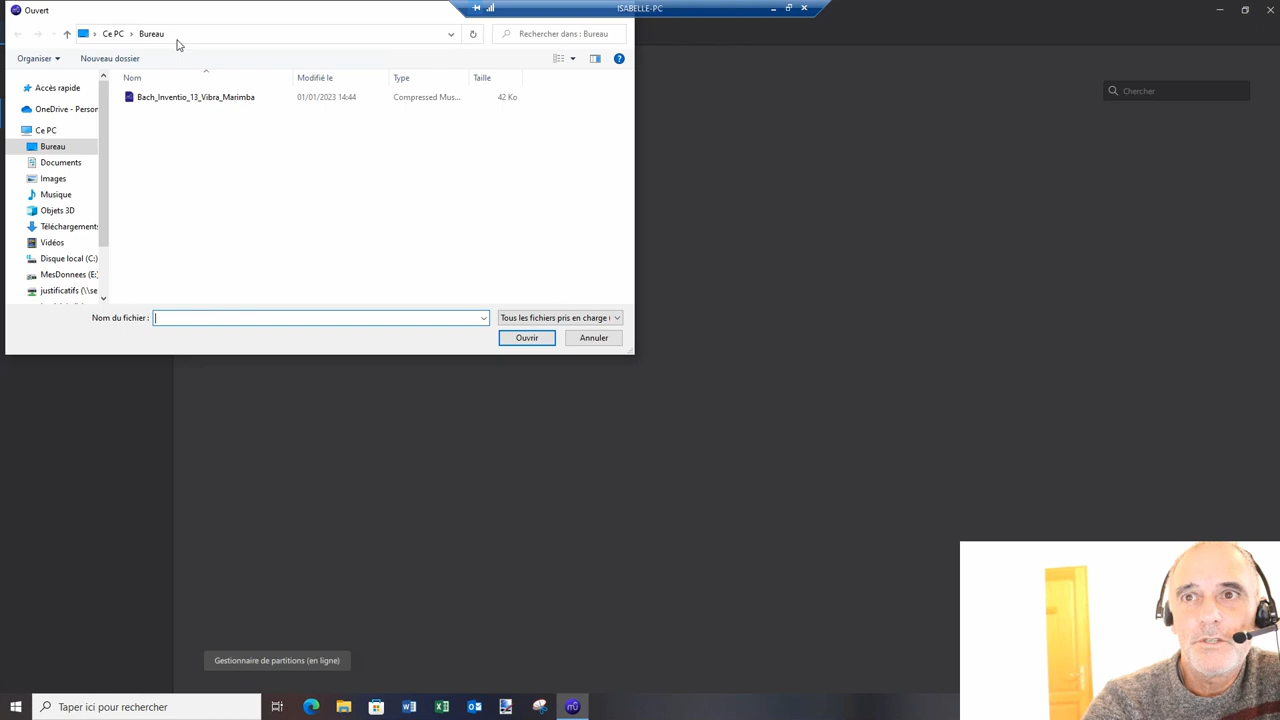 Ouvert
ISABELLE-PC
Ce PC
Bureau
Rechercher dans : Bureau
Organiser
Nouveau dossier
Nom
Modifié le
Type
Taille
Bach_Inventio_13_Vibra_Marimba
01/01/2023 14:44
Compressed Mus...
42 Ko
Accès rapide
OneDrive - Person
Ce PC
Bureau
Documents
Images
Musique
Objets 3D
Téléchargements
Vidéos
Disque local (C:)
MesDonnees (E:)
justificatifs (\\se
Chercher
Nom du fichier :
Tous les fichiers pris en charge (
Ouvrir
Annuler
Gestionnaire de partitions (en ligne)
Taper ici pour rechercher